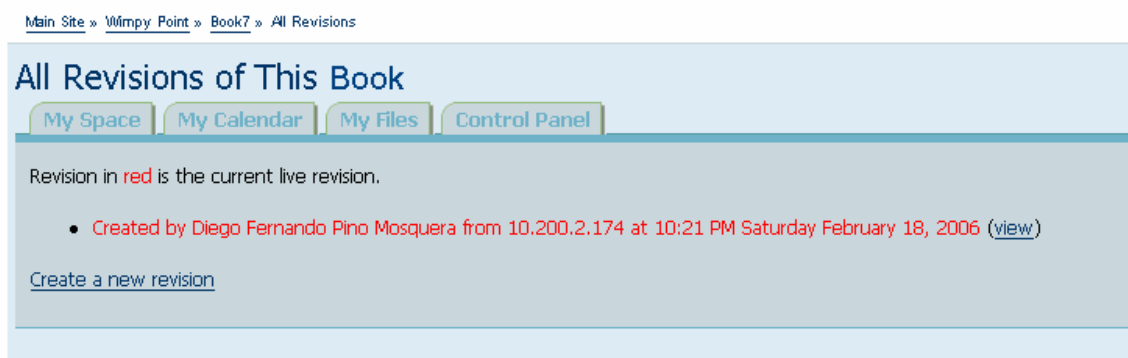 Main Site » Wimpy Point » Book7 » All Revisions
All Revisions of This Book
My Space My Calendar My Files Control Panel
Revision in red is the current live revision.
• Created by Diego Fernando Pino Mosquera from 10.200.2.174 at 10:21 PM Saturday February 18, 2006 (view)
Create a new revision